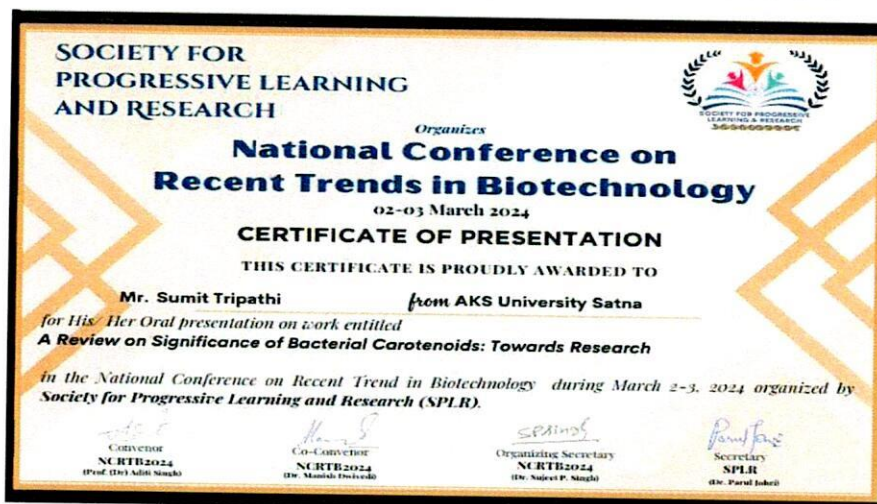 SOCIETY FOR
PROGRESSIVE LEARNING
AND RESEARCH
SOCIETY FOR PROGRESSIVE
LEARNING & RESEARCH
Organizes
National Conference on
Recent Trends in Biotechnology
02-03 March 2024
CERTIFICATE OF PRESENTATION
THIS CERTIFICATE IS PROUDLY AWARDED TO
Mr. Sumit Tripathi from AKS University Satna
for His/ Her Oral presentation on work entitled
A Review on Significance of Bacterial Carotenoids: Towards Research
in the National Conference on Recent Trend in Biotechnology during March 2-3, 2024 organized by
Society for Progressive Learning and Research (SPLR).
Convenor
NCRTB2024
(Prof. (Dr) Aditi Singh)
Co-Convenor
NCRTB2024
(Dr. Manish Dwivedi)
Organizing Secretary
NCRTB2024
(Dr. Sujeet P. Singh)
Secretary
SPLR
(Dr. Parul Johri)